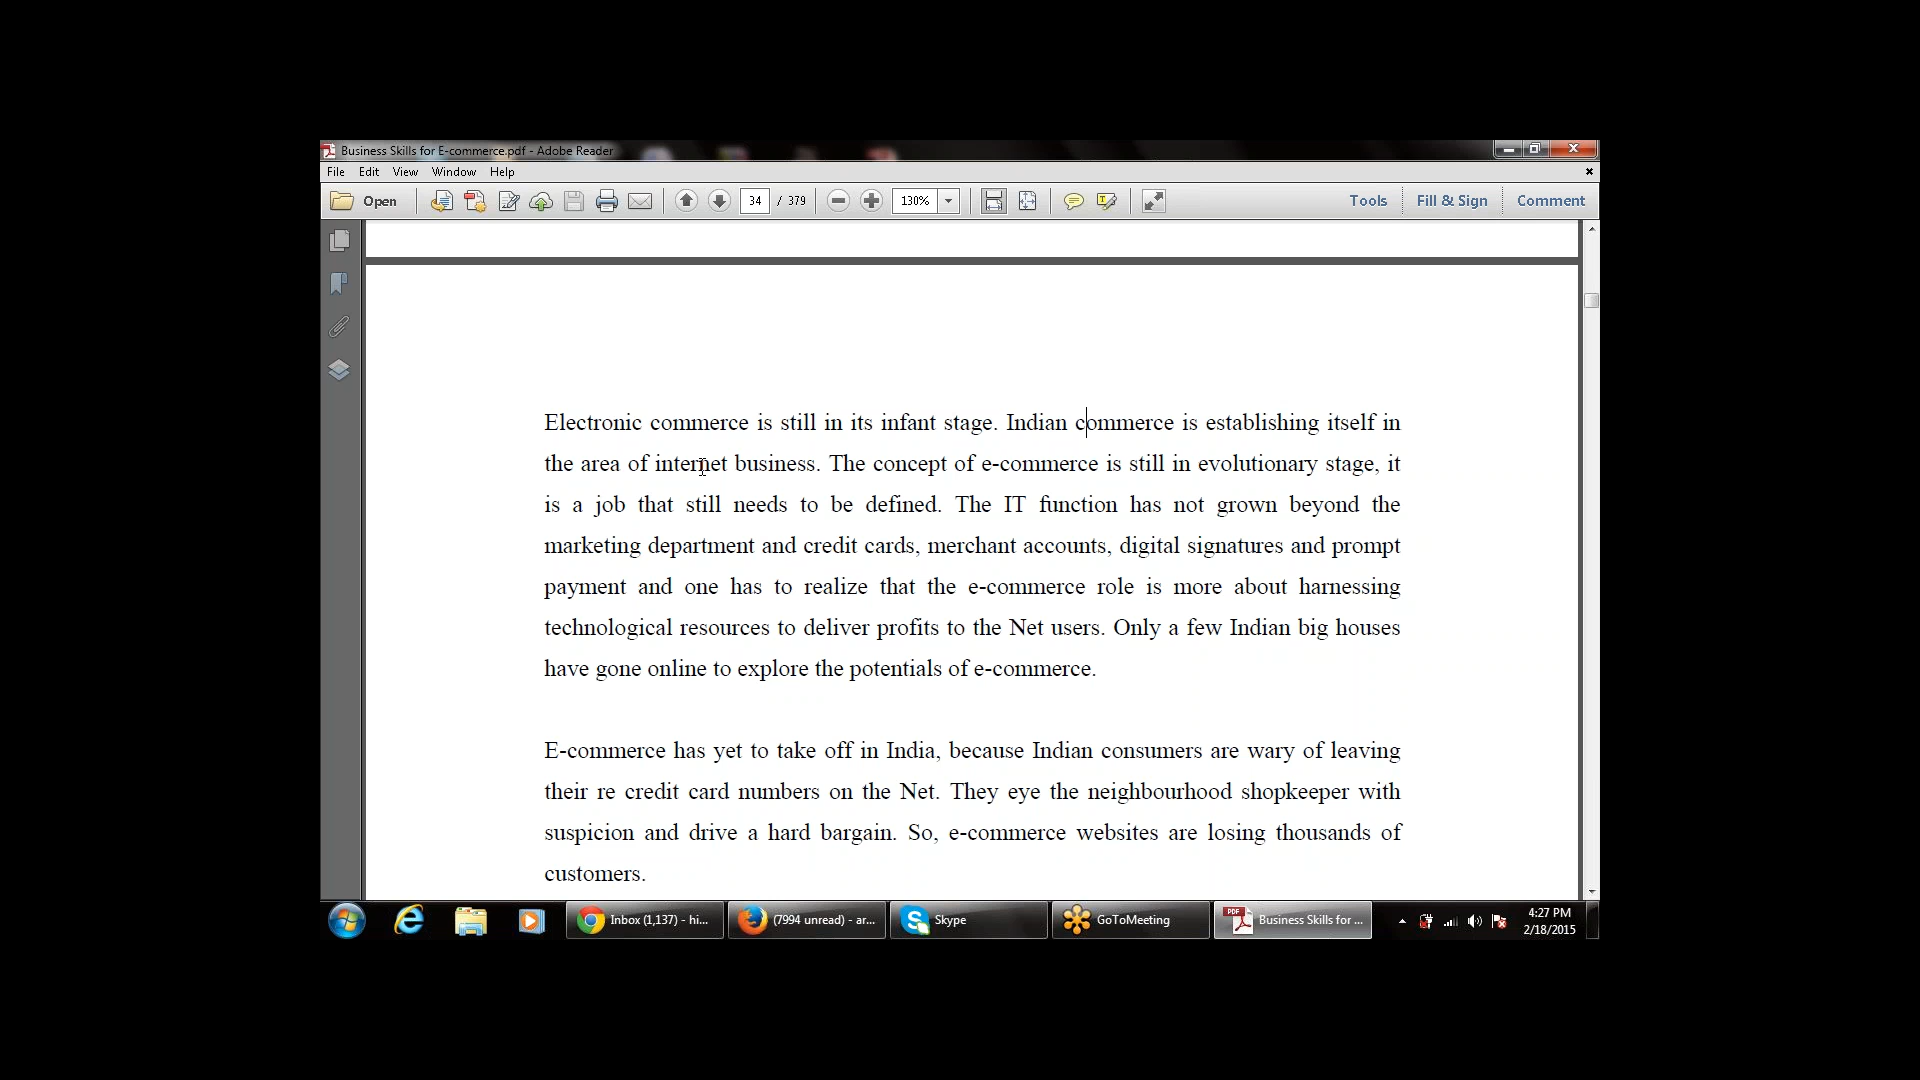 Business Skills for E-commerce.pdf - Adobe Reader
File Edit View Window Help
Open 34 / 379 130% Tools Fill & Sign Comment
Electronic commerce is still in its infant stage. Indian commerce is establishing itself in
the area of internet business. The concept of e-commerce is still in evolutionary stage, it
is a job that still needs to be defined. The IT function has not grown beyond the
marketing department and credit cards, merchant accounts, digital signatures and prompt
payment and one has to realize that the e-commerce role is more about harnessing
technological resources to deliver profits to the Net users. Only a few Indian big houses
have gone online to explore the potentials of e-commerce.
E-commerce has yet to take off in India, because Indian consumers are wary of leaving
their re credit card numbers on the Net. They eye the neighbourhood shopkeeper with
suspicion and drive a hard bargain. So, e-commerce websites are losing thousands of
customers.
Inbox (1,137) - hi... (7994 unread) - ar... Skype GoToMeeting PDF Business Skills for ... 4:27 PM
2/18/2015